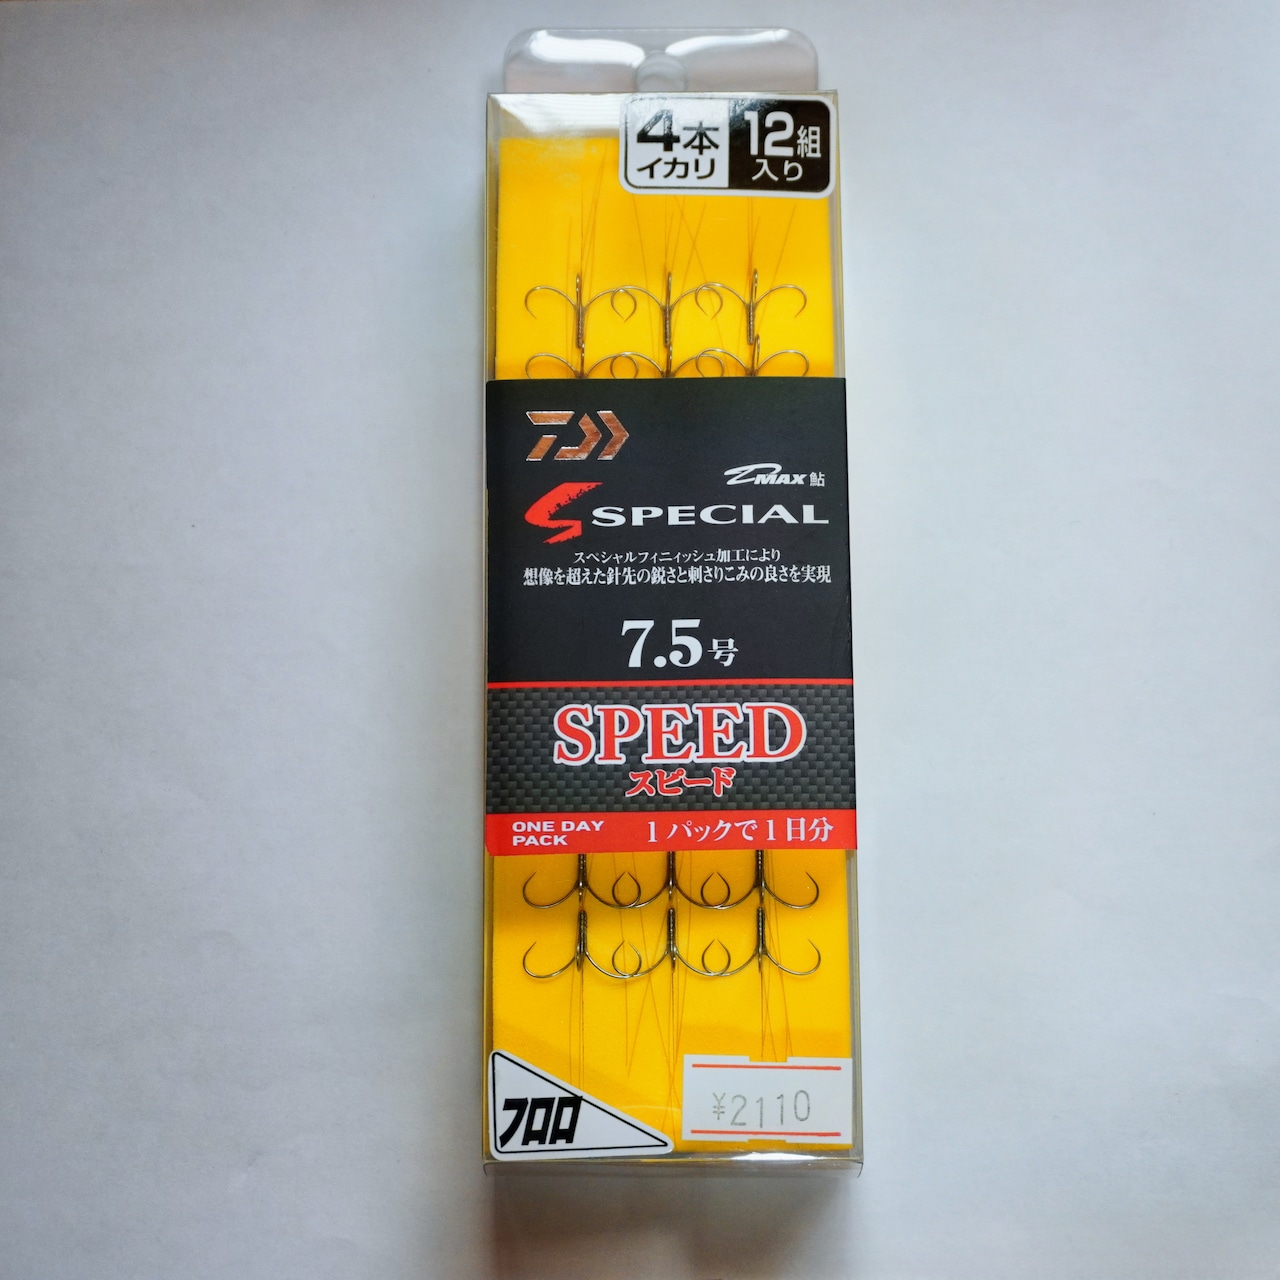 4本
イカリ
12組
入り
DMAX鮎
S SPECIAL
スペシャルフィニィッシュ加工により
想像を超えた針先の鋭さと刺さりこみの良さを実現
7.5号
SPEED
スピード
ONE DAY
PACK
1パックで1日分
フロロ
¥2110